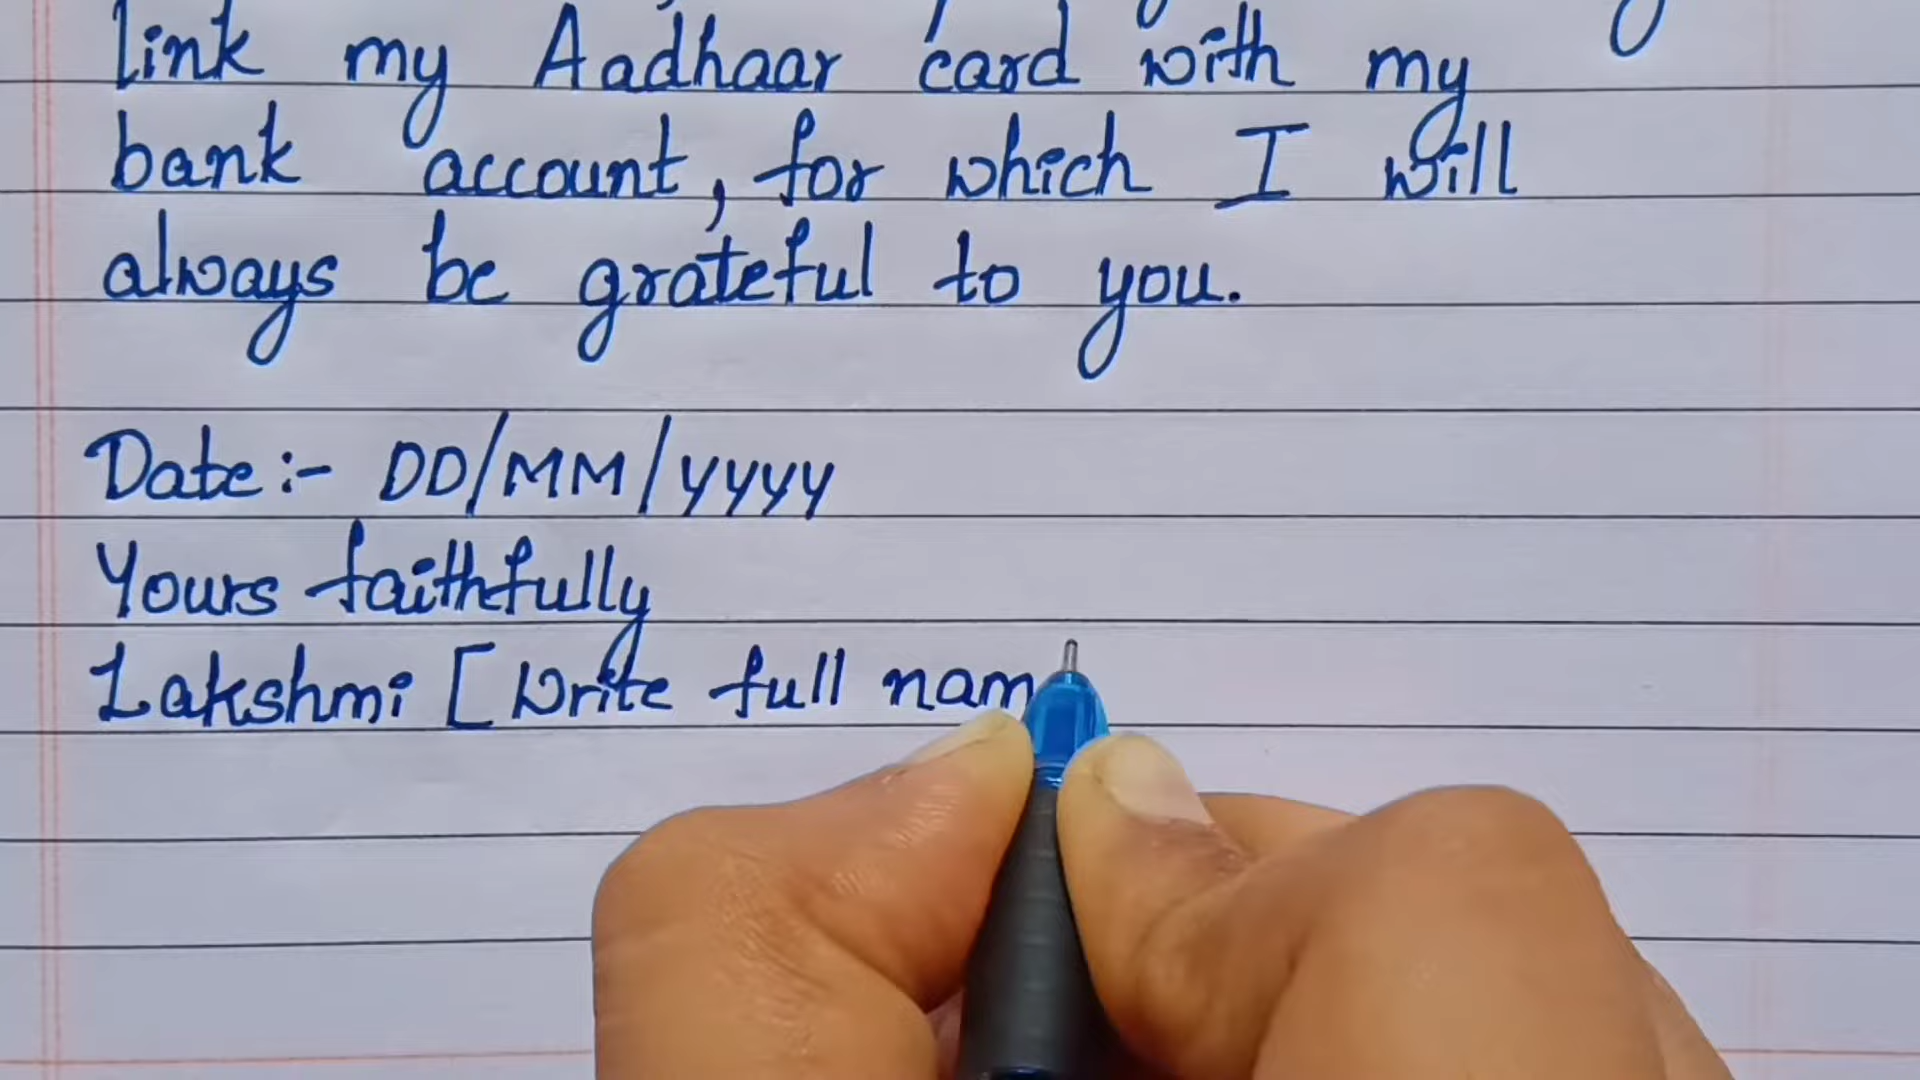 link my Aadhaar card with my
bank account, for which I will
always be grateful to you.
Date:- DD/MM/YYYY
Yours faithfully
Lakshmi [Write full nam